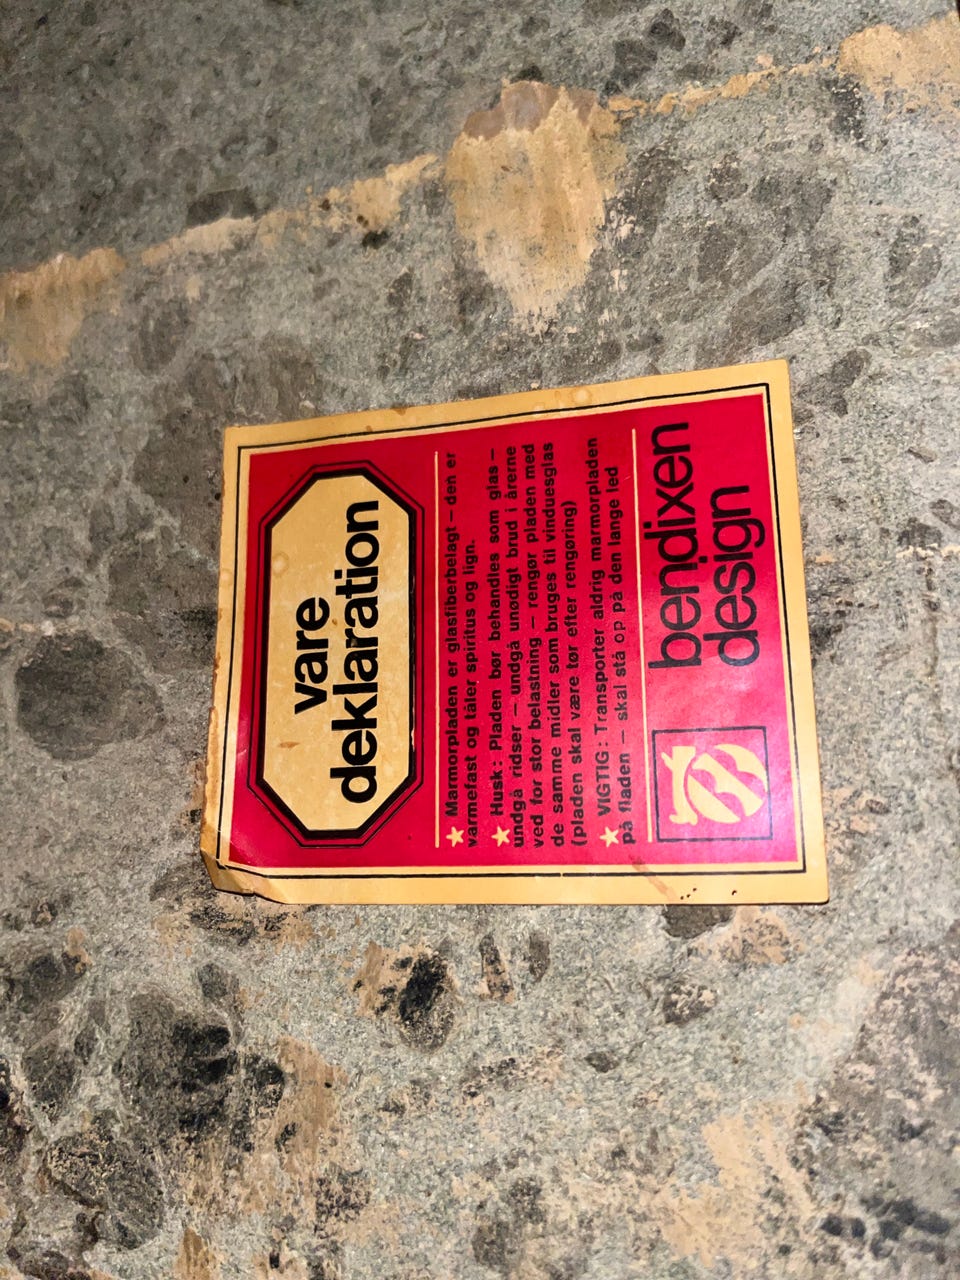 vare
deklaration
★ Marmorpladen er glasfiberbelagt — den er
varmefast og tåler spiritus og lign.
★ Husk: Pladen bør behandles som glas —
undgå ridser — undgå unødigt brud i årerne
ved for stor belastning — rengør pladen med
de samme midler som bruges til vinduesglas
(pladen skal være tør efter rengøring)
★ VIGTIG: Transporter aldrig marmorpladen
på fladen — skal stå op på den lange led
bendixen
design